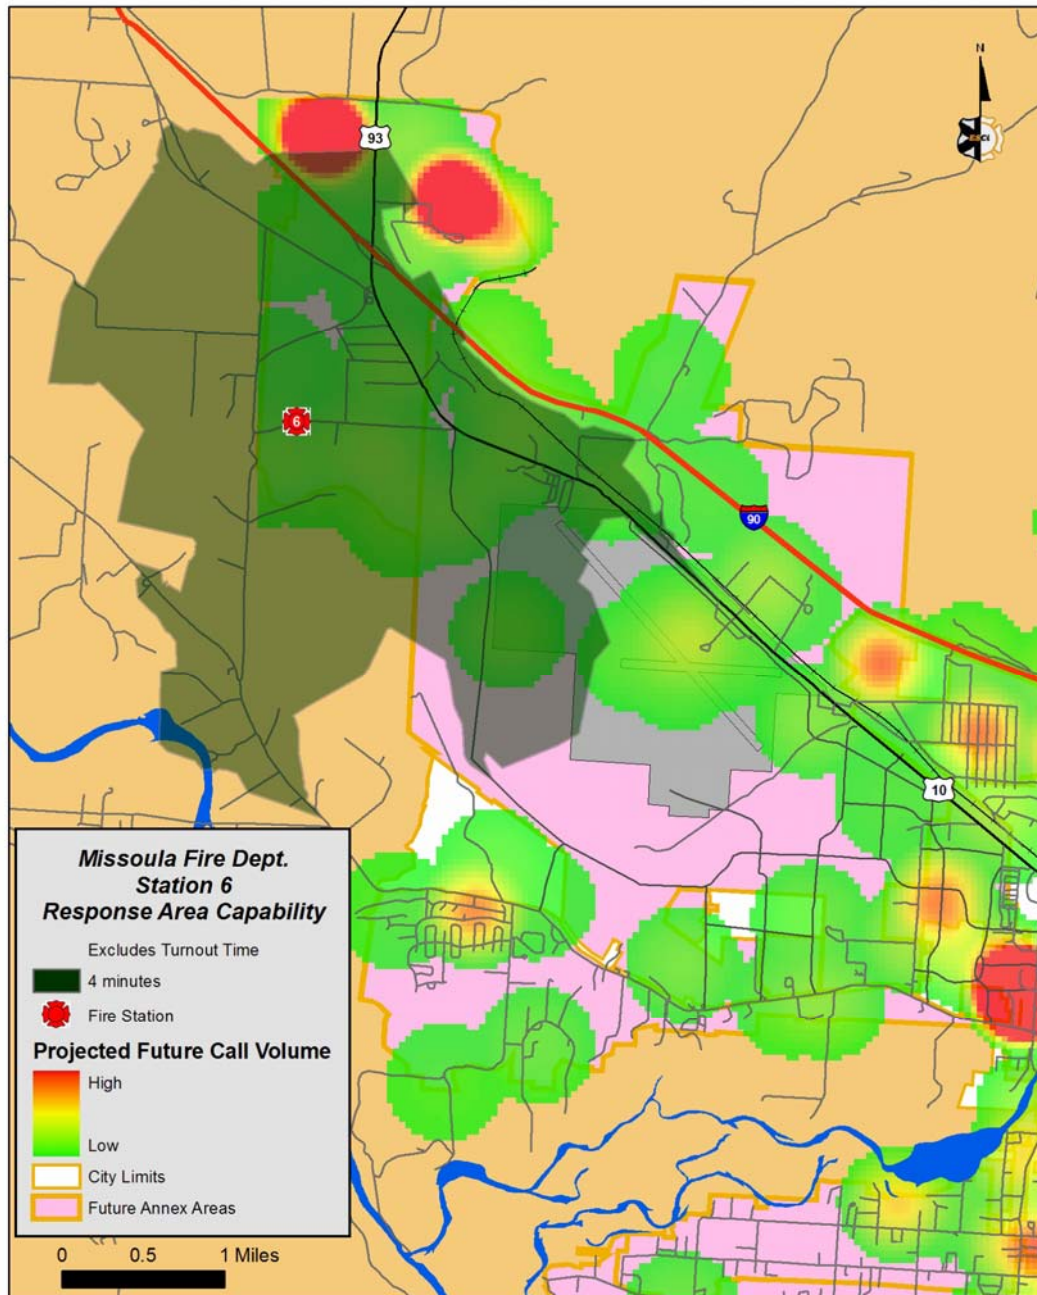 N
93
6
90
10
Missoula Fire Dept.
Station 6
Response Area Capability
Excludes Turnout Time
4 minutes
Fire Station
Projected Future Call Volume
High
Low
City Limits
Future Annex Areas
0 0.5 1 Miles